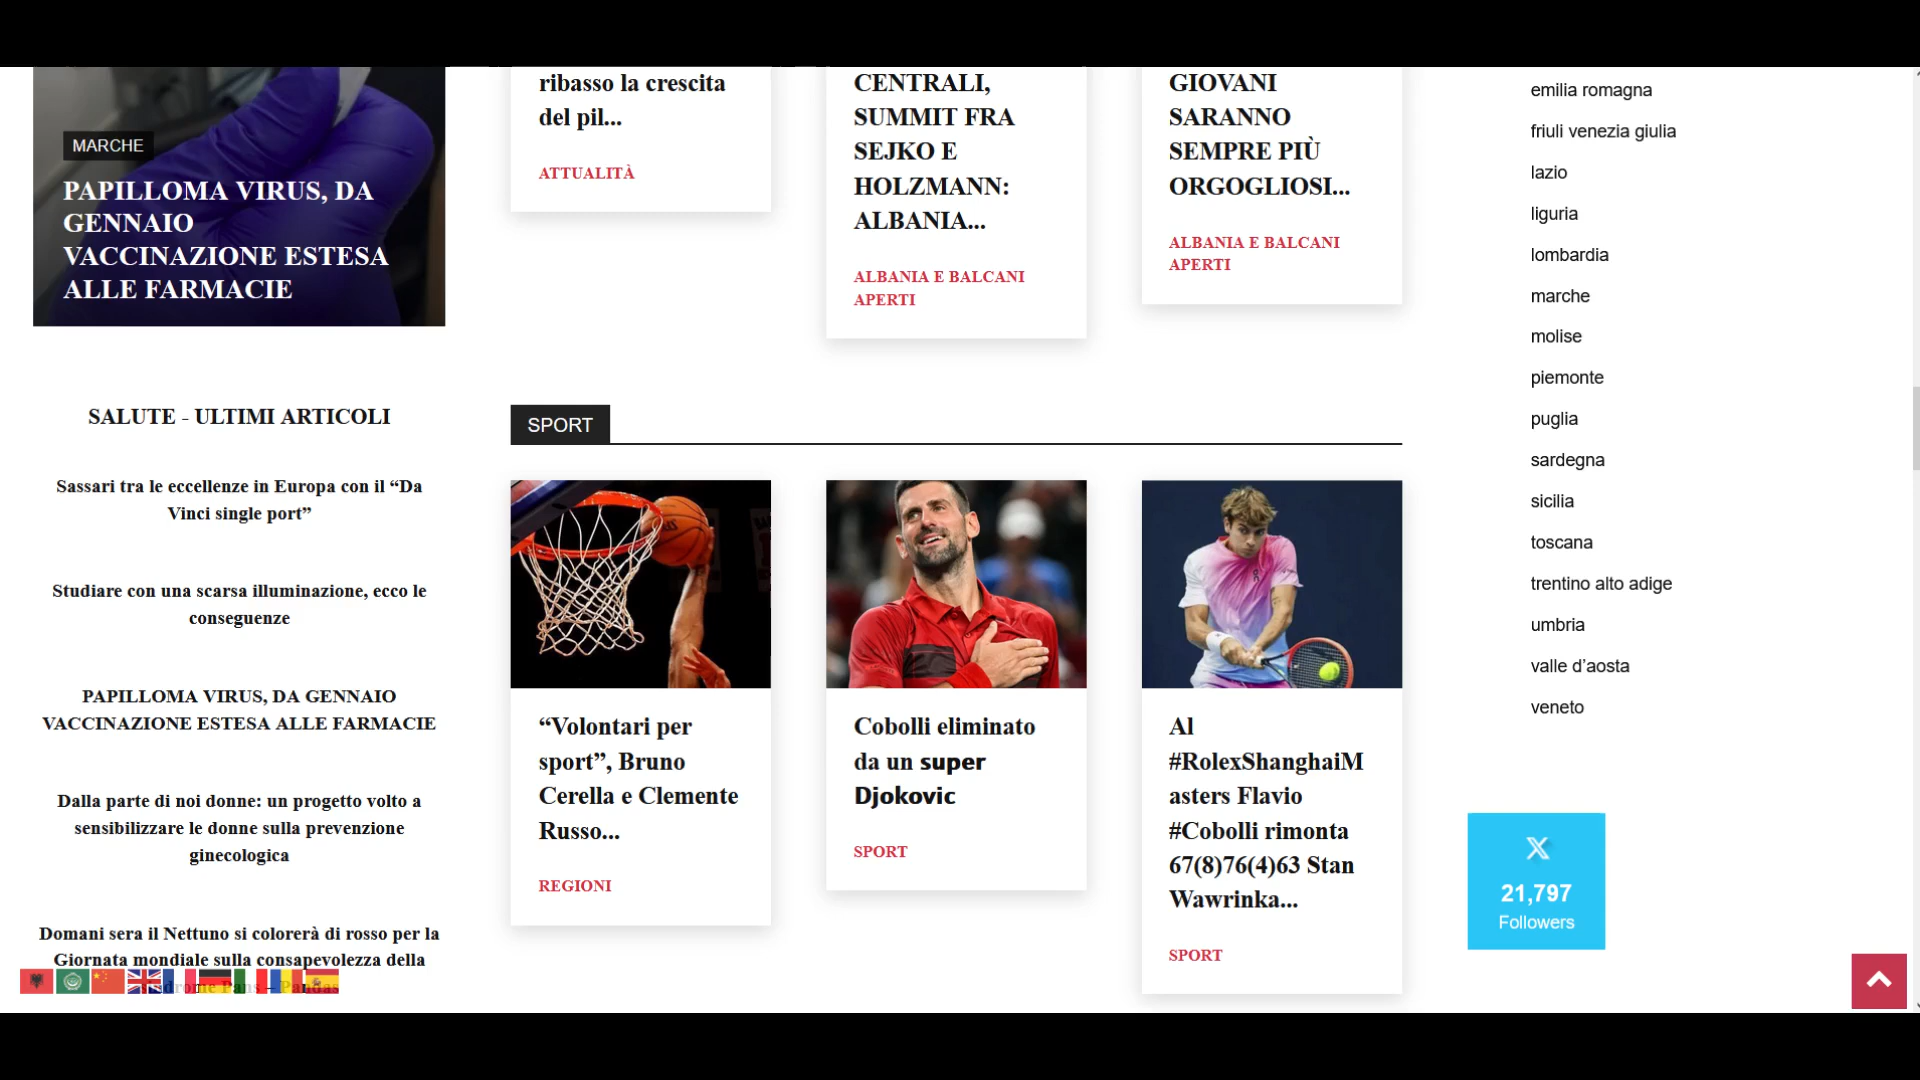 MARCHE
PAPILLOMA VIRUS, DA
GENNAIO
VACCINAZIONE ESTESA
ALLE FARMACIE
SALUTE - ULTIMI ARTICOLI
Sassari tra le eccellenze in Europa con il “Da
Vinci single port”
Studiare con una scarsa illuminazione, ecco le
conseguenze
PAPILLOMA VIRUS, DA GENNAIO
VACCINAZIONE ESTESA ALLE FARMACIE
Dalla parte di noi donne: un progetto volto a
sensibilizzare le donne sulla prevenzione
ginecologica
Domani sera il Nettuno si colorerà di rosso per la
Giornata mondiale sulla consapevolezza della
sindrome Pans – Pandas
ribasso la crescita
del pil...
ATTUALITÀ
CENTRALI,
SUMMIT FRA
SEJKO E
HOLZMANN:
ALBANIA...
ALBANIA E BALCANI
APERTI
GIOVANI
SARANNO
SEMPRE PIÙ
ORGOGLIOSI...
ALBANIA E BALCANI
APERTI
SPORT
“Volontari per
sport”, Bruno
Cerella e Clemente
Russo...
REGIONI
Cobolli eliminato
da un super
Djokovic
SPORT
Al
#RolexShanghaiM
asters Flavio
#Cobolli rimonta
67(8)76(4)63 Stan
Wawrinka...
SPORT
emilia romagna
friuli venezia giulia
lazio
liguria
lombardia
marche
molise
piemonte
puglia
sardegna
sicilia
toscana
trentino alto adige
umbria
valle d’aosta
veneto
21,797
Followers